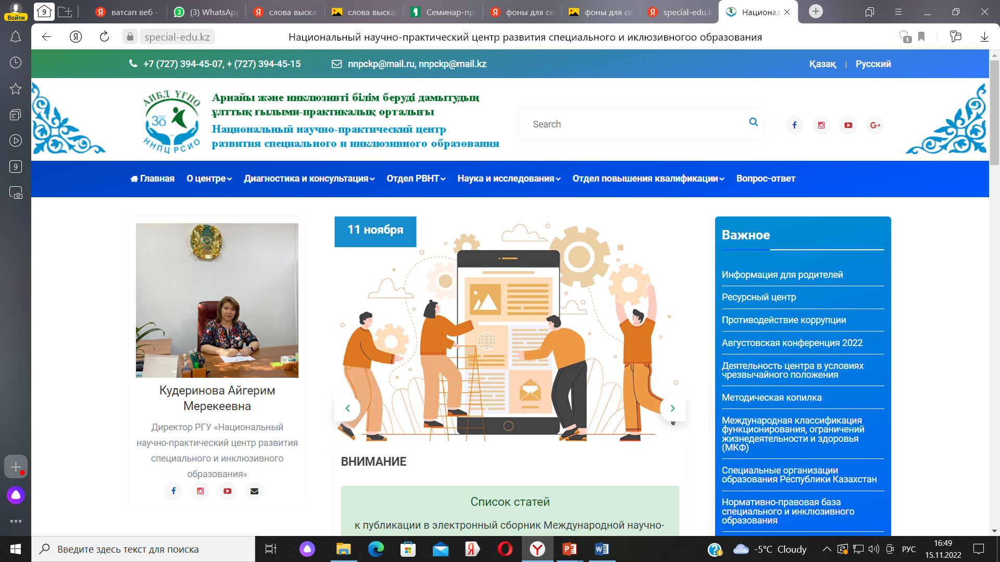 9
ватсап веб —
(3) WhatsApp
слова выска
слова выска
Семинар-пр
фоны для се
фоны для се
special-edu.k
Национал
Войти
special-edu.kz
Национальный научно-практический центр развития специального и иклюзивногоо образования
1
+7 (727) 394-45-07, + (727) 394-45-15
nnpckp@mail.ru, nnpckp@mail.kz
Қазақ
Русский
АИБД ҰҒПО
30
ННПЦ РСИО
Арнайы және инклюзивті білім беруді дамытудың
ұлттық ғылыми-практикалық орталығы
Национальный научно-практический центр
развития специального и инклюзивного образования
Search
G+
9
Главная
О центре
Диагностика и консультация
Отдел РВНТ
Наука и исследования
Отдел повышения квалификации
Вопрос-ответ
Кудеринова Айгерим
Мерекеевна
Директор РГУ «Национальный
научно-практический центр развития
специального и инклюзивного
образования»
11 ноября
ВНИМАНИЕ
Список статей
к публикации в электронный сборник Международной научно-
Важное
Информация для родителей
Ресурсный центр
Противодействие коррупции
Августовская конференция 2022
Деятельность центра в условиях
чрезвычайного положения
Методическая копилка
Международная классификация
функционирования, ограничений
жизнедеятельности и здоровья
(МКФ)
Специальные организации
образования Республики Казахстан
Нормативно-правовая база
специального и инклюзивного
образования
Введите здесь текст для поиска
-5°C Cloudy
РУС
16:49
15.11.2022